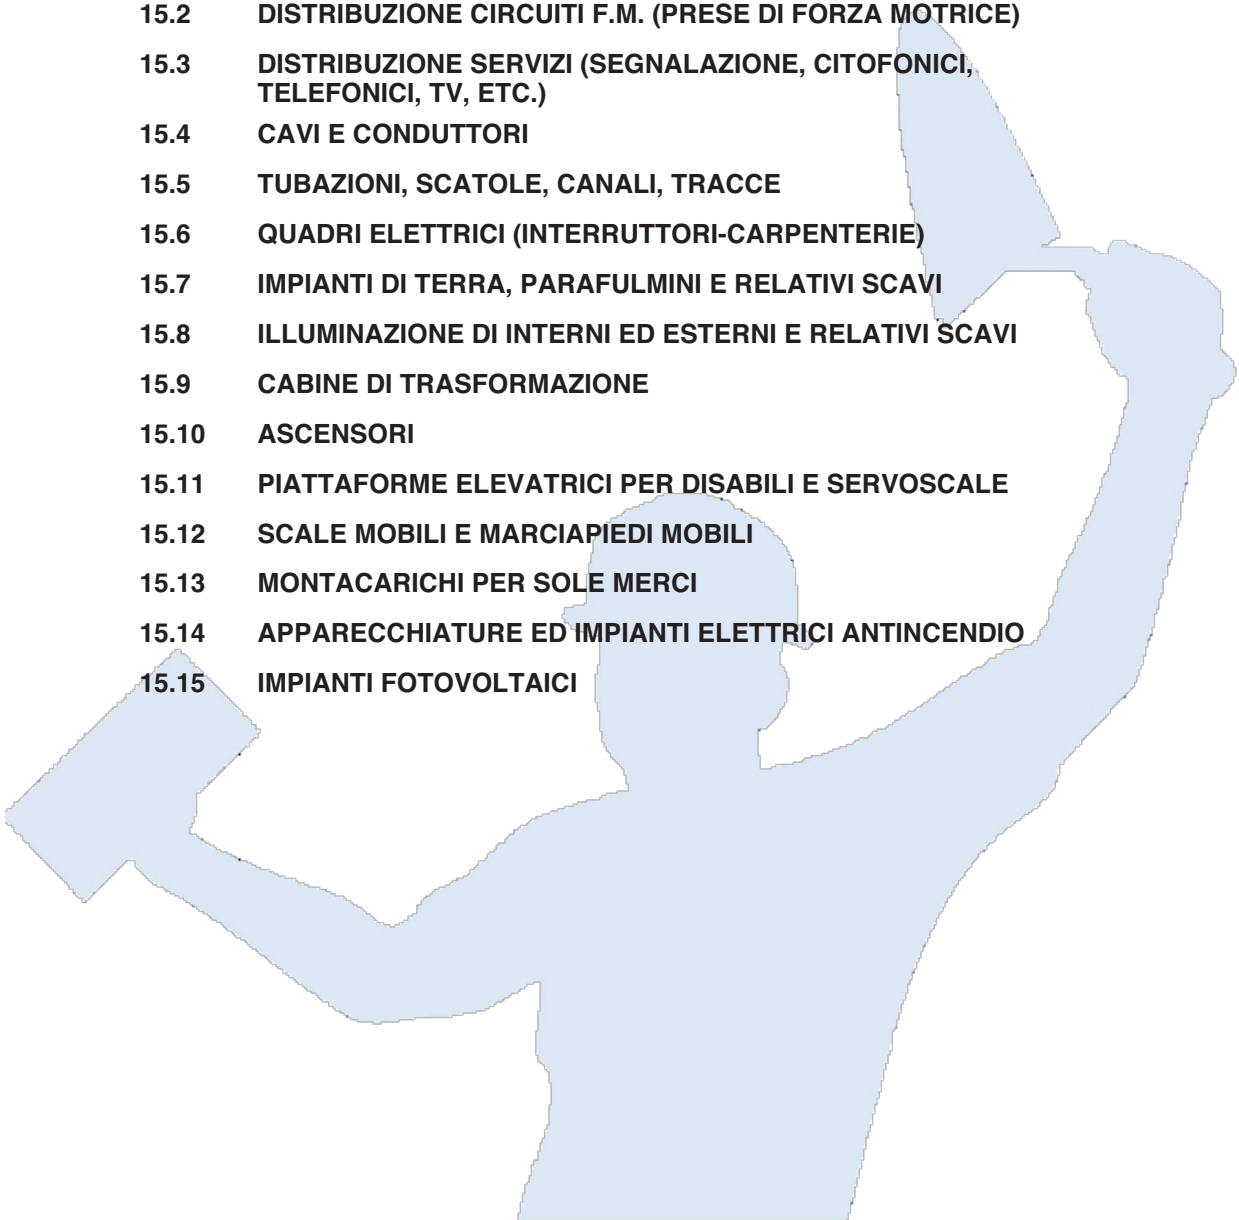 15.2 DISTRIBUZIONE CIRCUITI F.M. (PRESE DI FORZA MOTRICE)
15.3 DISTRIBUZIONE SERVIZI (SEGNALAZIONE, CITOFONICI,
TELEFONICI, TV, ETC.)
15.4 CAVI E CONDUTTORI
15.5 TUBAZIONI, SCATOLE, CANALI, TRACCE
15.6 QUADRI ELETTRICI (INTERRUTTORI-CARPENTERIE)
15.7 IMPIANTI DI TERRA, PARAFULMINI E RELATIVI SCAVI
15.8 ILLUMINAZIONE DI INTERNI ED ESTERNI E RELATIVI SCAVI
15.9 CABINE DI TRASFORMAZIONE
15.10 ASCENSORI
15.11 PIATTAFORME ELEVATRICI PER DISABILI E SERVOSCALE
15.12 SCALE MOBILI E MARCIAPIEDI MOBILI
15.13 MONTACARICHI PER SOLE MERCI
15.14 APPARECCHIATURE ED IMPIANTI ELETTRICI ANTINCENDIO
15.15 IMPIANTI FOTOVOLTAICI